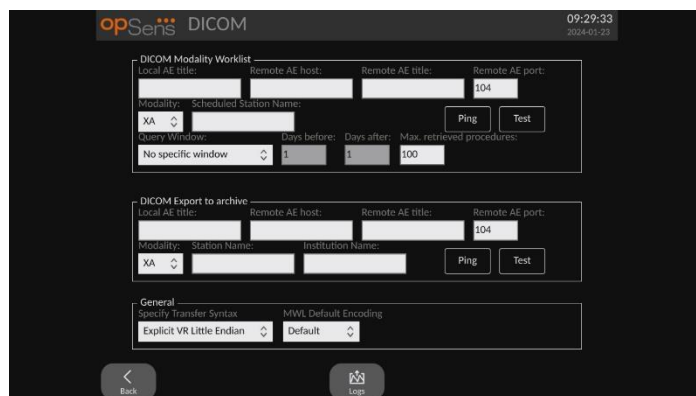 opSens DICOM
09:29:33
2024-01-23
DICOM Modality Worklist
Local AE title: Remote AE host: Remote AE title: Remote AE port:
104
Modality: Scheduled Station Name:
XA Ping Test
Query Window: Days before: Days after: Max. retrieved procedures:
No specific window 1 1 100
DICOM Export to archive
Local AE title: Remote AE host: Remote AE title: Remote AE port:
104
Modality: Station Name: Institution Name:
XA Ping Test
General
Specify Transfer Syntax MWL Default Encoding
Explicit VR Little Endian Default
Back Logs